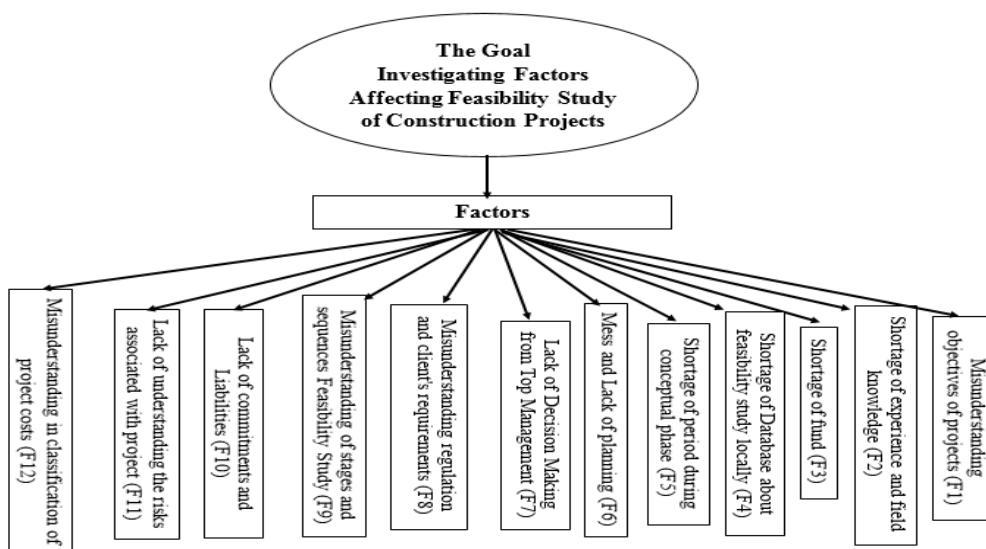 The Goal
Investigating Factors
Affecting Feasibility Study
of Construction Projects
Factors
Misunderstanding in classification of
project costs (F12)
Lack of understanding the risks
associated with project (F11)
Lack of commitments and
Liabilities (F10)
Misunderstanding of stages and
sequences Feasibility Study (F9)
Misunderstanding regulation
and client's requirements (F8)
Lack of Decision Making
from Top Management (F7)
Mess and Lack of planning (F6)
Shortage of period during
conceptual phase (F5)
Shortage of Database about
feasibility study locally (F4)
Shortage of fund (F3)
Shortage of experience and field
knowledge (F2)
Misunderstanding
objectives of projects (F1)